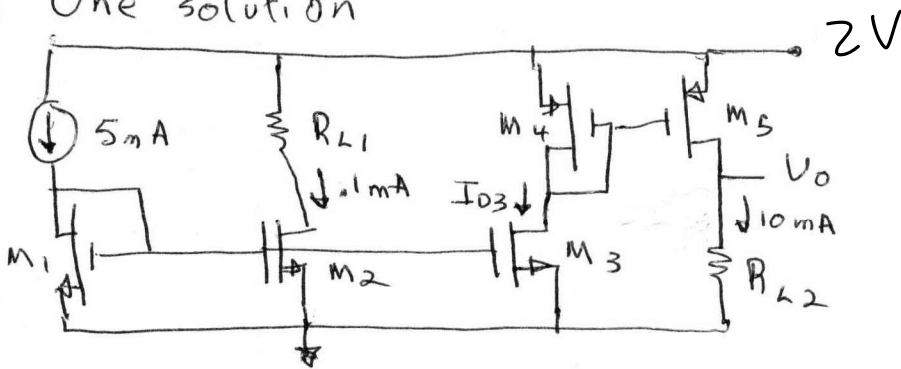 One solution
2V
5mA
RL1
M4
M5
.1mA
ID3
VO
10mA
M1
M2
M3
RL2